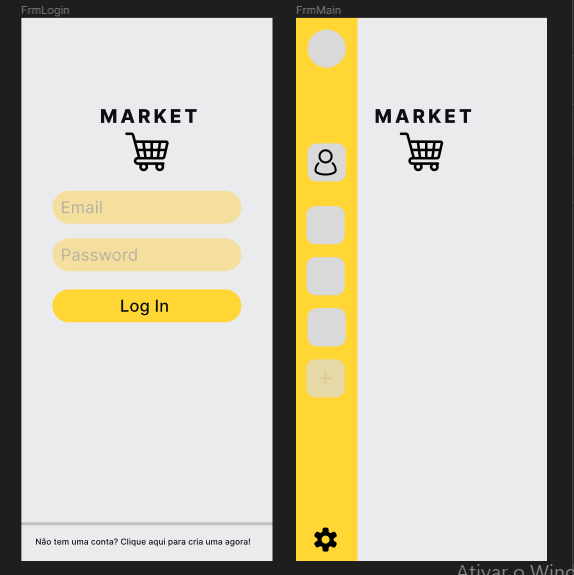 FrmLogin
FrmMain
MARKET
MARKET
Email
Password
Log In
Não tem uma conta? Clique aqui para cria uma agora!
Ativar o Wind